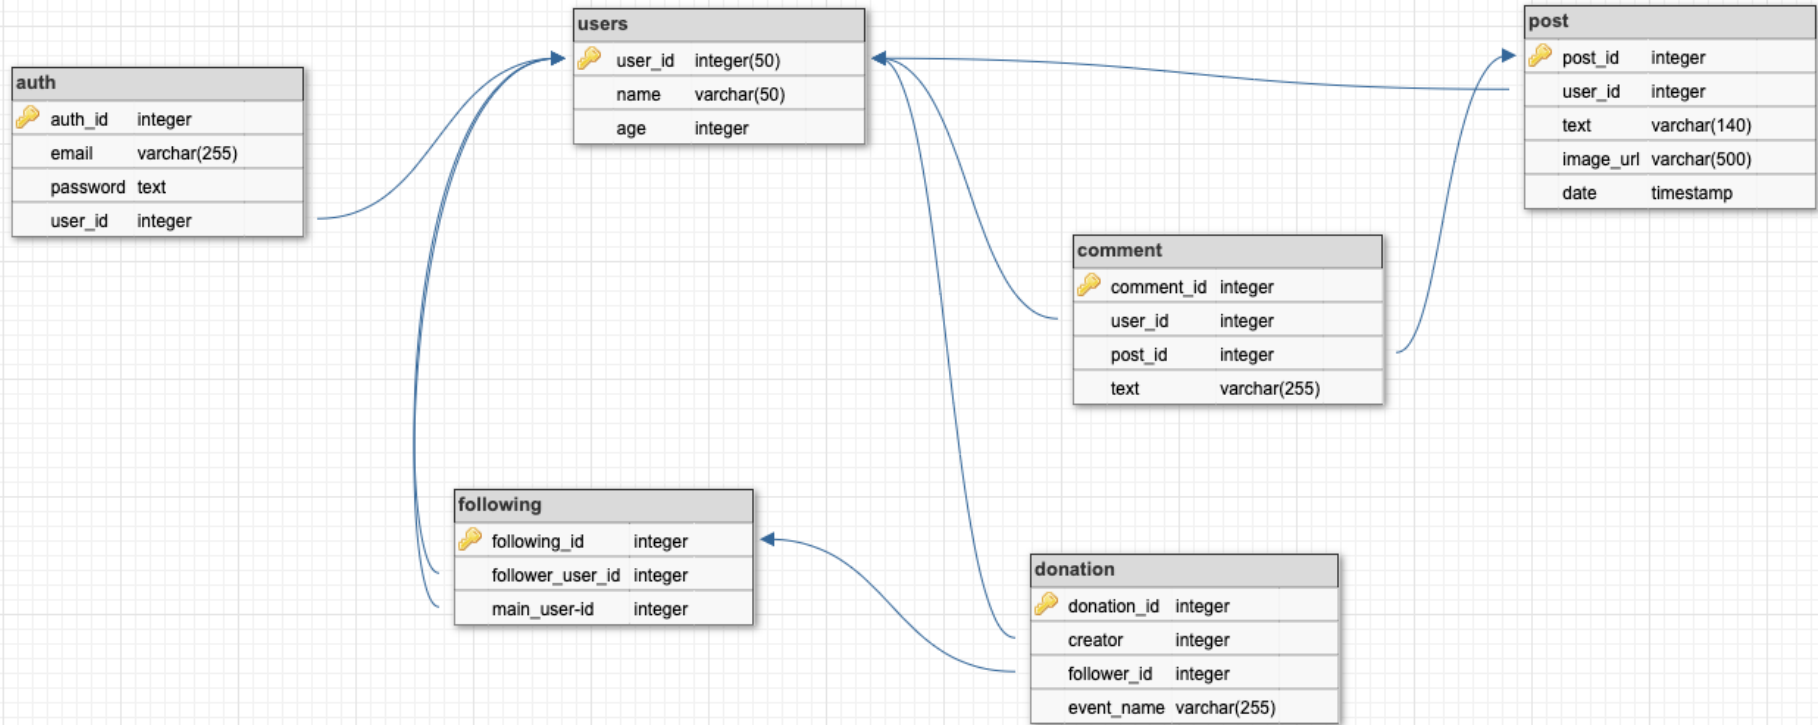 users
user_id integer(50)
name varchar(50)
age integer
post
post_id integer
user_id integer
text varchar(140)
image_url varchar(500)
date timestamp
auth
auth_id integer
email varchar(255)
password text
user_id integer
comment
comment_id integer
user_id integer
post_id integer
text varchar(255)
following
following_id integer
follower_user_id integer
main_user-id integer
donation
donation_id integer
creator integer
follower_id integer
event_name varchar(255)